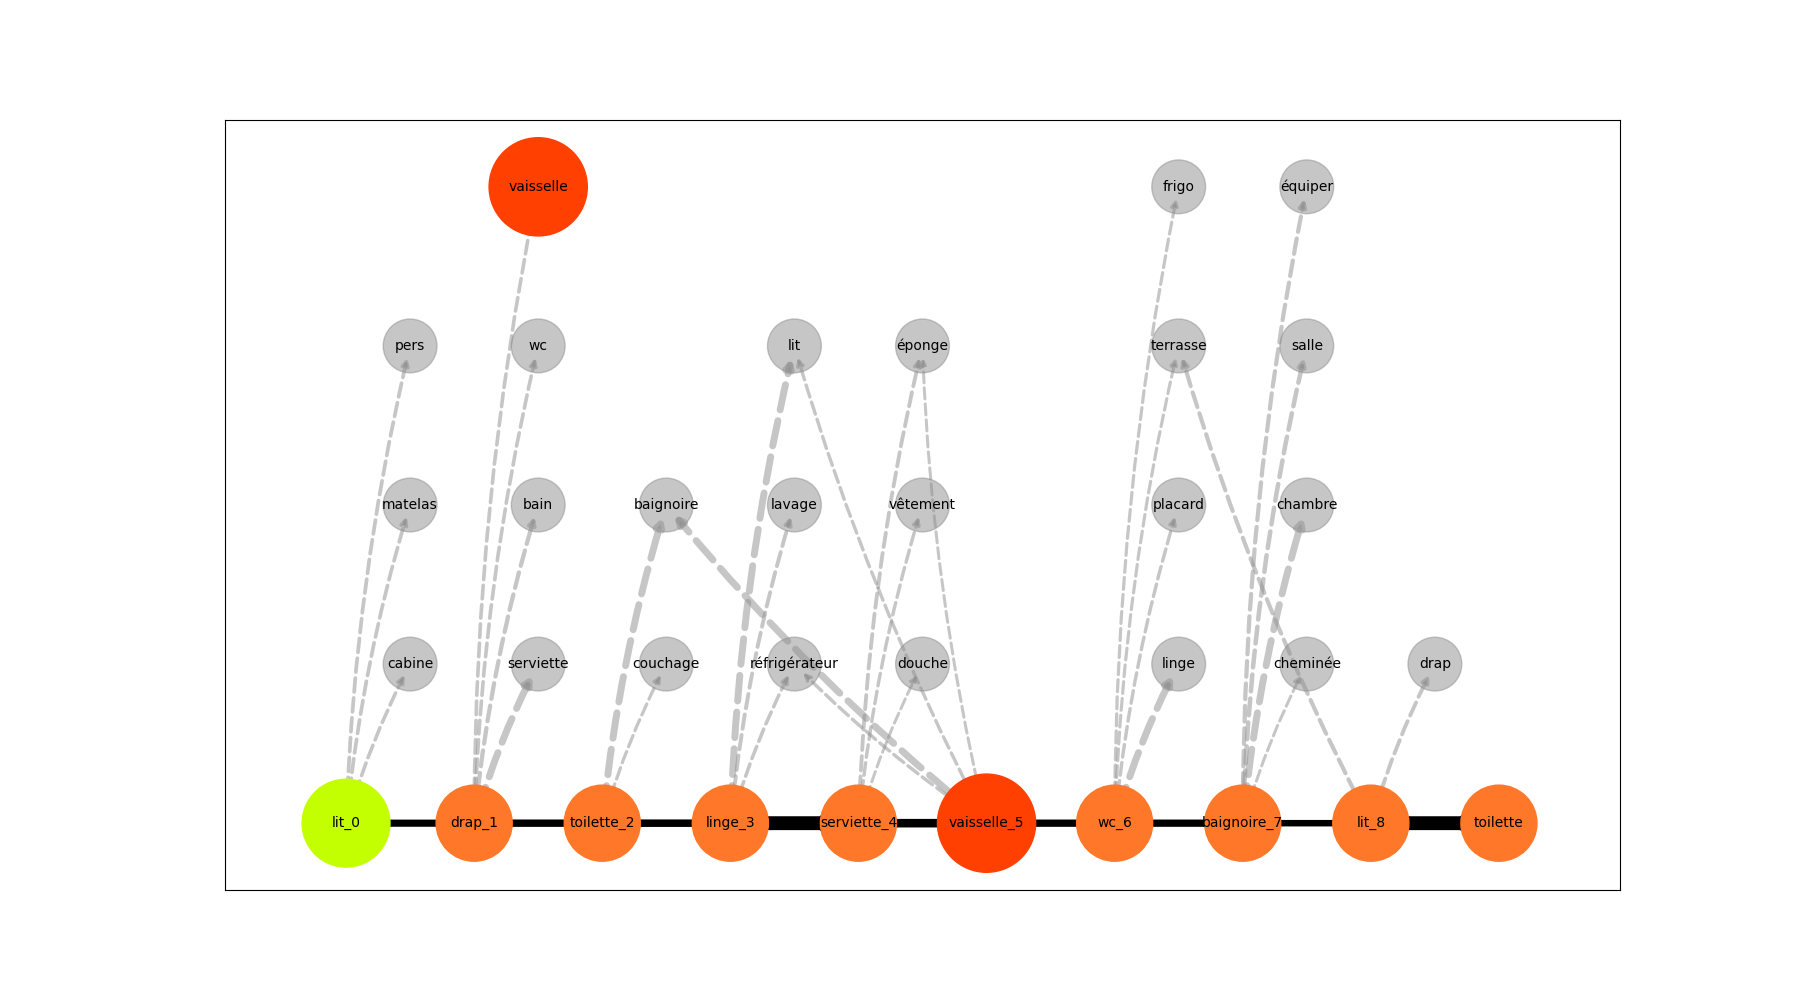 vaisselle
frigo
équiper
pers
wc
lit
éponge
terrasse
salle
matelas
bain
baignoire
lavage
vêtement
placard
chambre
cabine
serviette
couchage
réfrigérateur
douche
linge
cheminée
drap
lit_0
drap_1
toilette_2
linge_3
serviette_4
vaisselle_5
wc_6
baignoire_7
lit_8
toilette